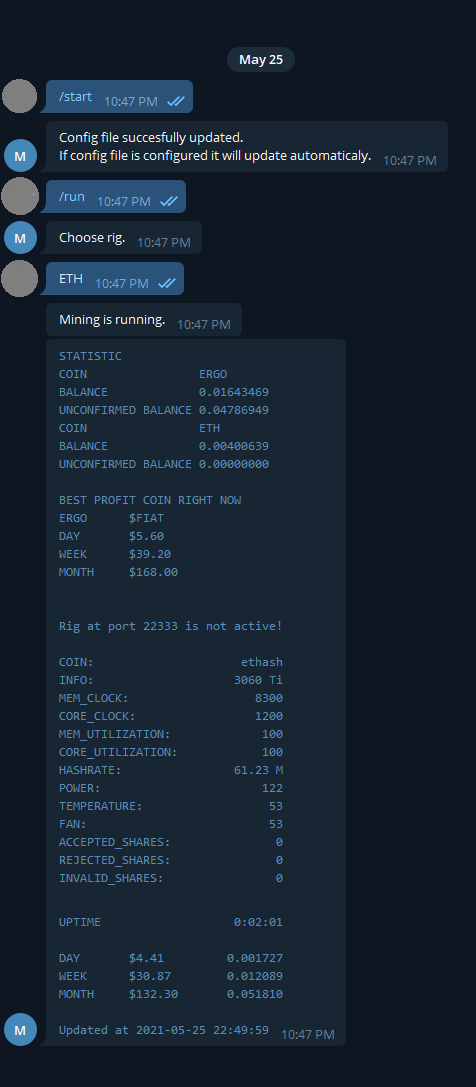 May 25
/start 10:47 PM
M
Config file succesfully updated.
If config file is configured it will update automaticaly. 10:47 PM
/run 10:47 PM
M
Choose rig. 10:47 PM
ETH 10:47 PM
Mining is running. 10:47 PM
STATISTIC
COIN ERGO
BALANCE 0.01643469
UNCONFIRMED BALANCE 0.04786949
COIN ETH
BALANCE 0.00400639
UNCONFIRMED BALANCE 0.00000000
BEST PROFIT COIN RIGHT NOW
ERGO $FIAT
DAY $5.60
WEEK $39.20
MONTH $168.00
Rig at port 22333 is not active!
COIN: ethash
INFO: 3060 Ti
MEM_CLOCK: 8300
CORE_CLOCK: 1200
MEM_UTILIZATION: 100
CORE_UTILIZATION: 100
HASHRATE: 61.23 M
POWER: 122
TEMPERATURE: 53
FAN: 53
ACCEPTED_SHARES: 0
REJECTED_SHARES: 0
INVALID_SHARES: 0
UPTIME 0:02:01
DAY $4.41 0.001727
WEEK $30.87 0.012089
MONTH $132.30 0.051810
M
Updated at 2021-05-25 22:49:59 10:47 PM